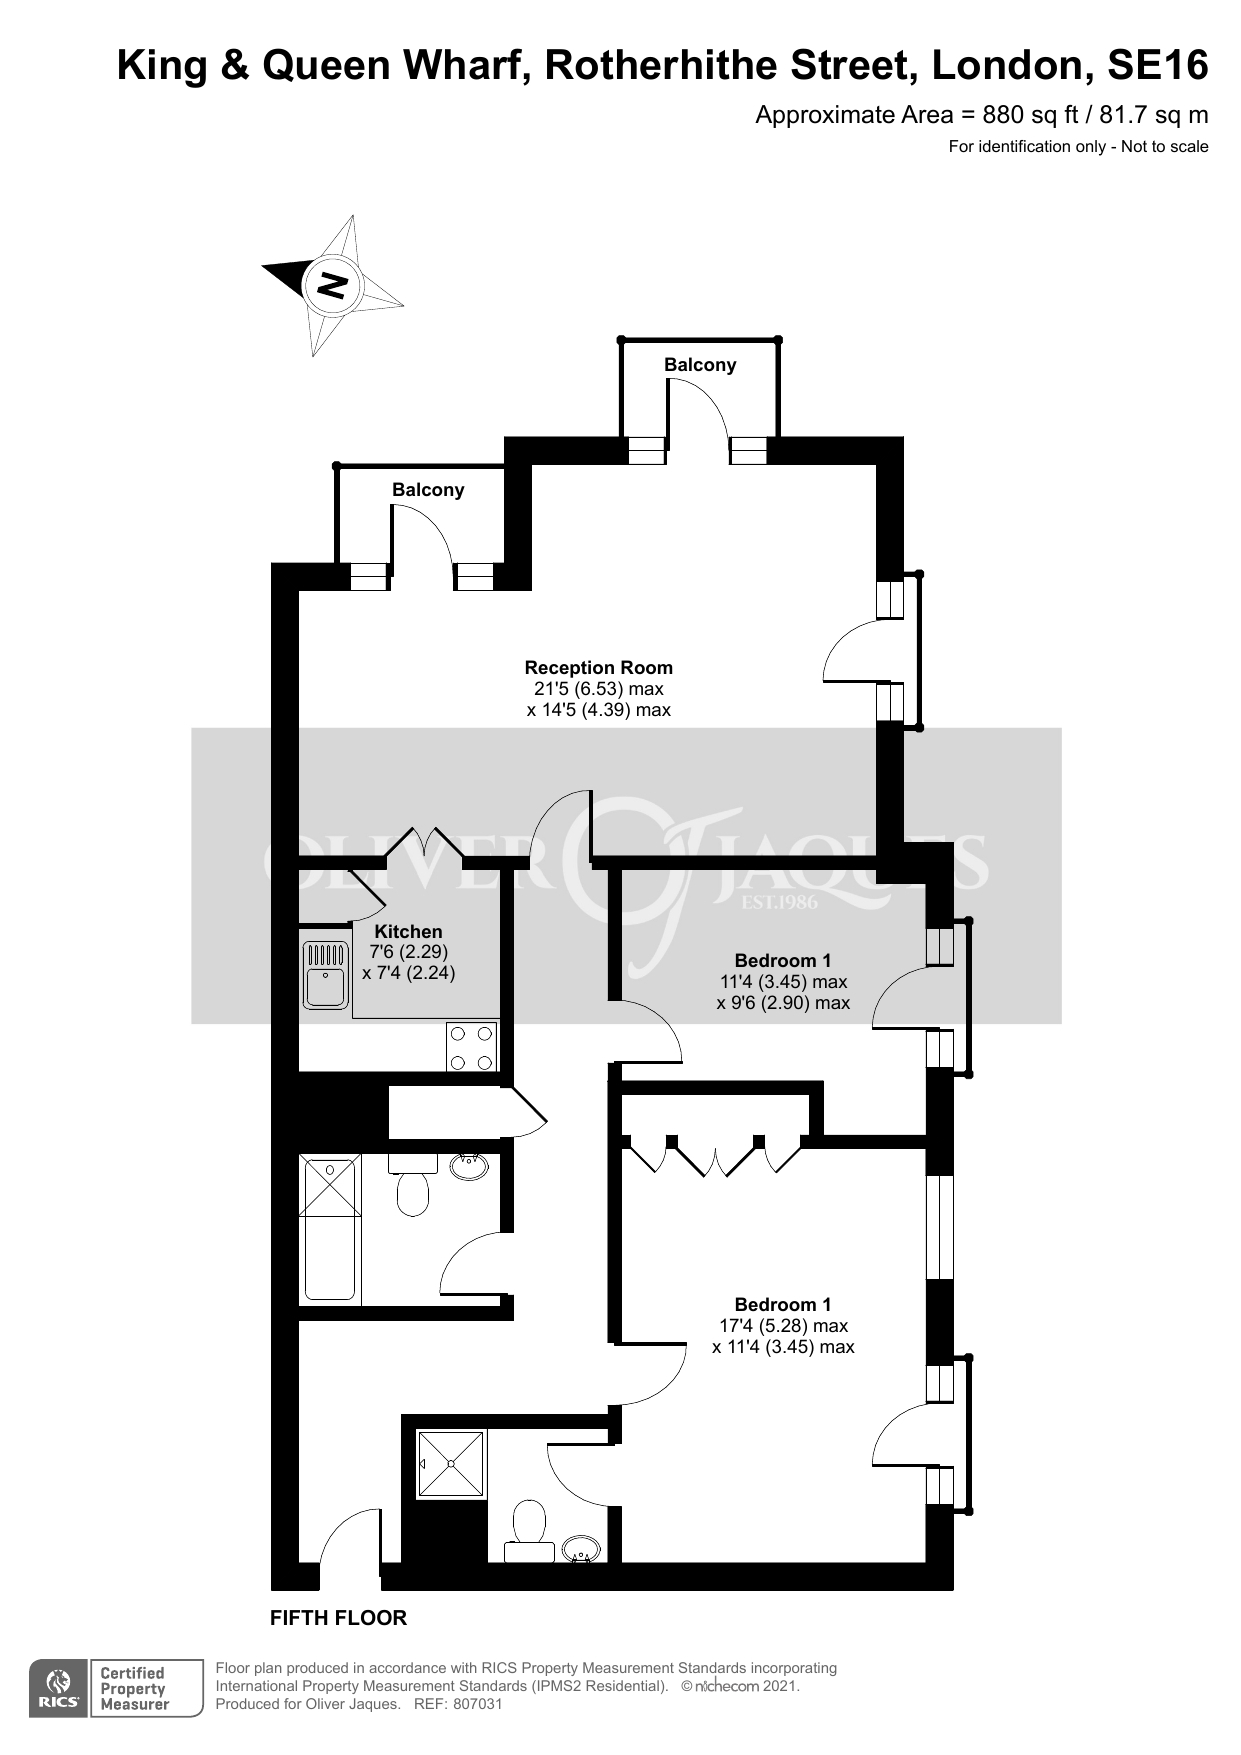 King & Queen Wharf, Rotherhithe Street, London, SE16
Approximate Area = 880 sq ft / 81.7 sq m
For identification only - Not to scale
N
Balcony
Balcony
Reception Room
21'5 (6.53) max
x 14'5 (4.39) max
OLIVER OJ JAQUES
EST.1986
Kitchen
7'6 (2.29)
x 7'4 (2.24)
Bedroom 1
11'4 (3.45) max
x 9'6 (2.90) max
Bedroom 1
17'4 (5.28) max
x 11'4 (3.45) max
FIFTH FLOOR
RICS
Certified
Property
Measurer
Floor plan produced in accordance with RICS Property Measurement Standards incorporating
International Property Measurement Standards (IPMS2 Residential). © nichecom 2021.
Produced for Oliver Jaques. REF: 807031